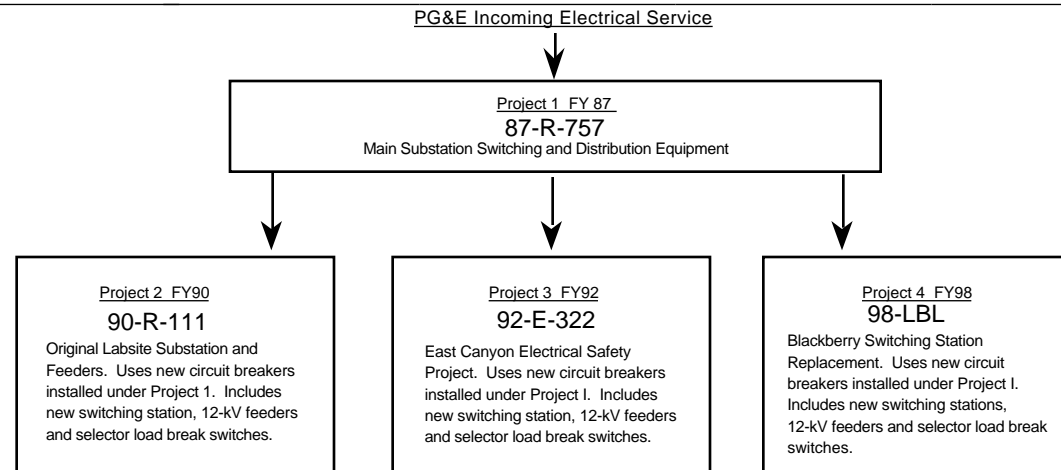 PG&E Incoming Electrical Service
Project 1 FY 87
87-R-757
Main Substation Switching and Distribution Equipment
Project 2 FY90
90-R-111
Original Labsite Substation and
Feeders. Uses new circuit breakers
installed under Project 1. Includes
new switching station, 12-kV feeders
and selector load break switches.
Project 3 FY92
92-E-322
East Canyon Electrical Safety
Project. Uses new circuit breakers
installed under Project I. Includes
new switching station, 12-kV feeders
and selector load break switches.
Project 4 FY98
98-LBL
Blackberry Switching Station
Replacement. Uses new circuit
breakers installed under Project I.
Includes new switching stations,
12-kV feeders and selector load break
switches.